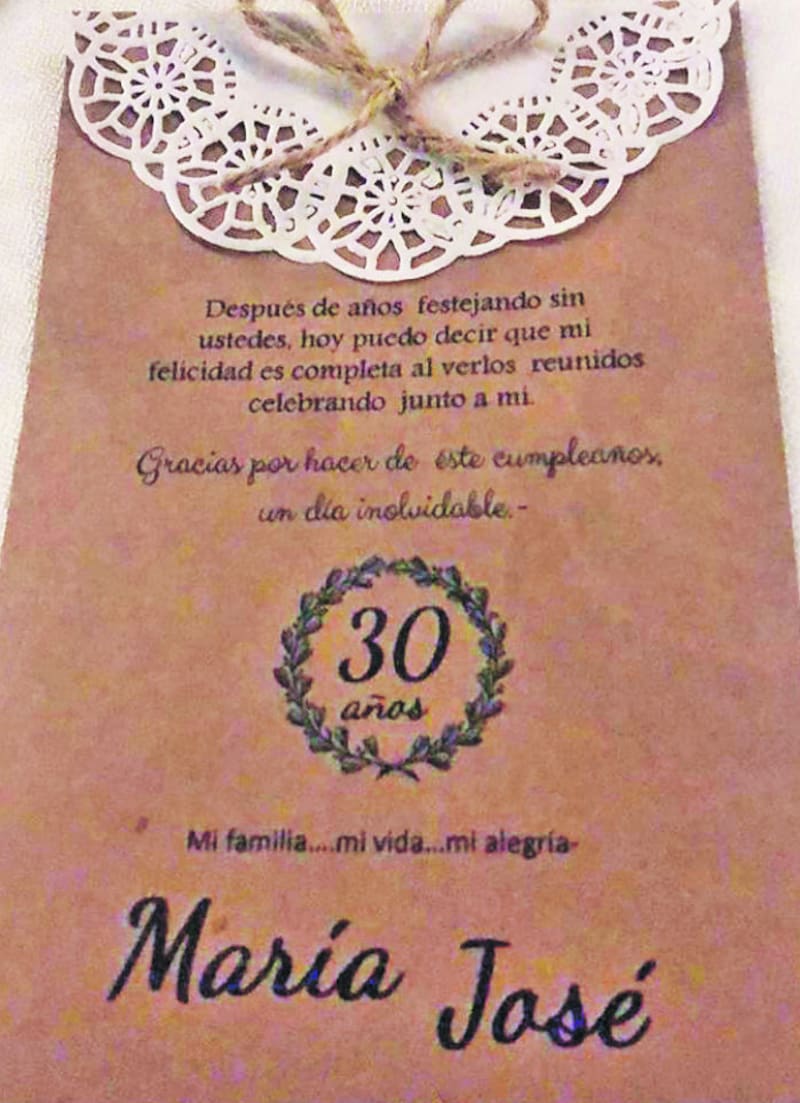 Después de años festejando sin
ustedes, hoy puedo decir que mi
felicidad es completa al verlos reunidos
celebrando junto a mi.
Gracias por hacer de éste cumpleaños,
un día inolvidable.-
30
años
Mi familia....mi vida...mi alegría-
María José